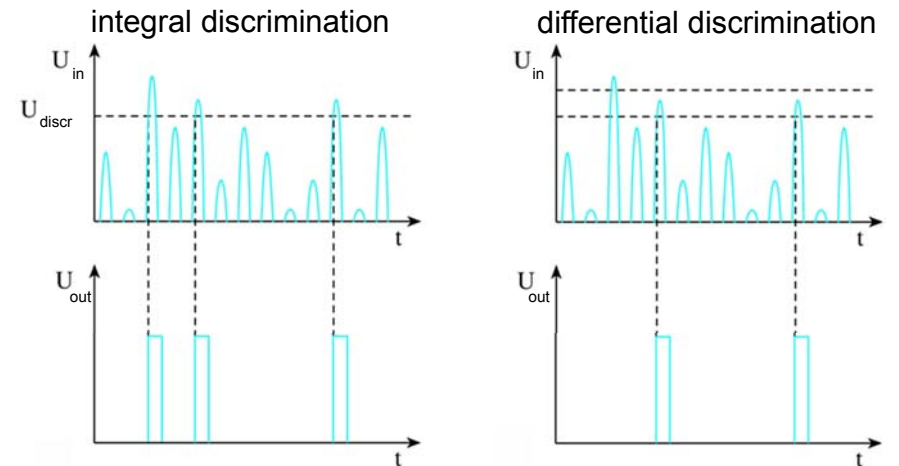 integral discrimination
U in
U discr
t
U out
t
differential discrimination
U in
t
U out
t